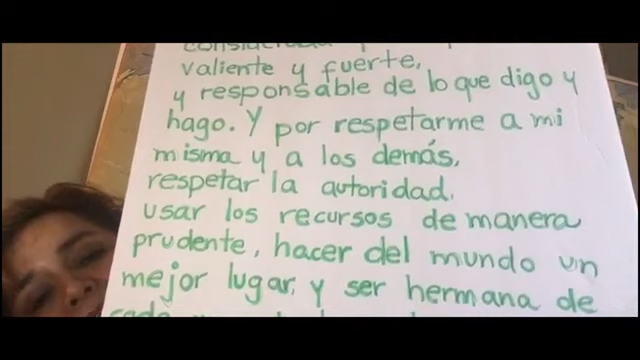 valiente y fuerte,
y responsable de lo que digo y
hago. Y por respetarme a mi
misma y a los demás,
respetar la autoridad.
usar los recursos de manera
prudente, hacer del mundo un
mejor lugar, y ser hermana de